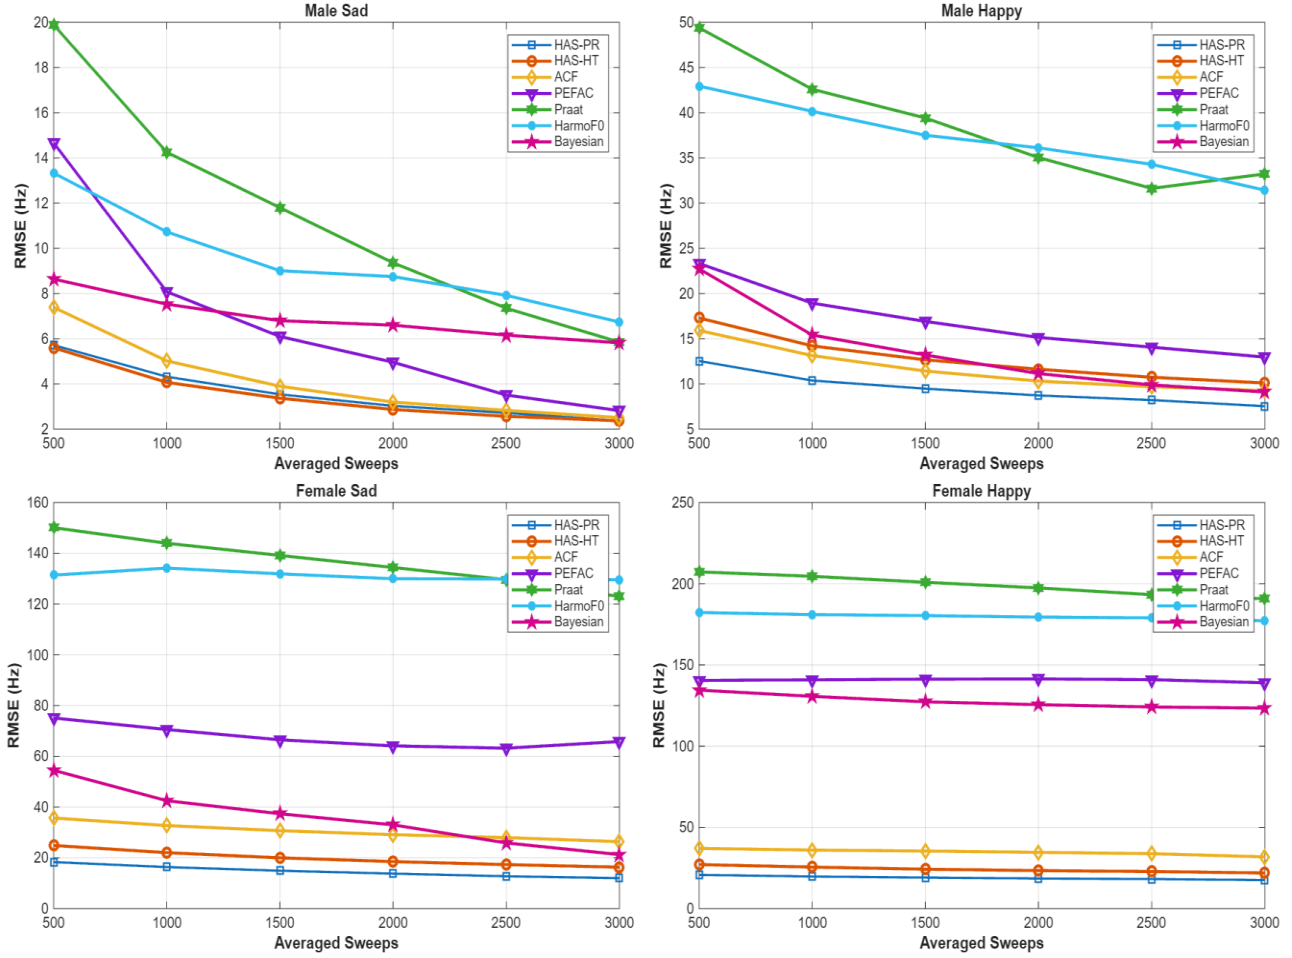 Male Sad
RMSE (Hz)
20
18
16
14
12
10
8
6
4
2
500 1000 1500 2000 2500 3000
Averaged Sweeps
HAS-PR
HAS-HT
ACF
PEFAC
Praat
HarmoF0
Bayesian
Male Happy
RMSE (Hz)
50
45
40
35
30
25
20
15
10
5
500 1000 1500 2000 2500 3000
Averaged Sweeps
HAS-PR
HAS-HT
ACF
PEFAC
Praat
HarmoF0
Bayesian
Female Sad
RMSE (Hz)
160
140
120
100
80
60
40
20
0
500 1000 1500 2000 2500 3000
Averaged Sweeps
HAS-PR
HAS-HT
ACF
PEFAC
Praat
HarmoF0
Bayesian
Female Happy
RMSE (Hz)
250
200
150
100
50
0
500 1000 1500 2000 2500 3000
Averaged Sweeps
HAS-PR
HAS-HT
ACF
PEFAC
Praat
HarmoF0
Bayesian